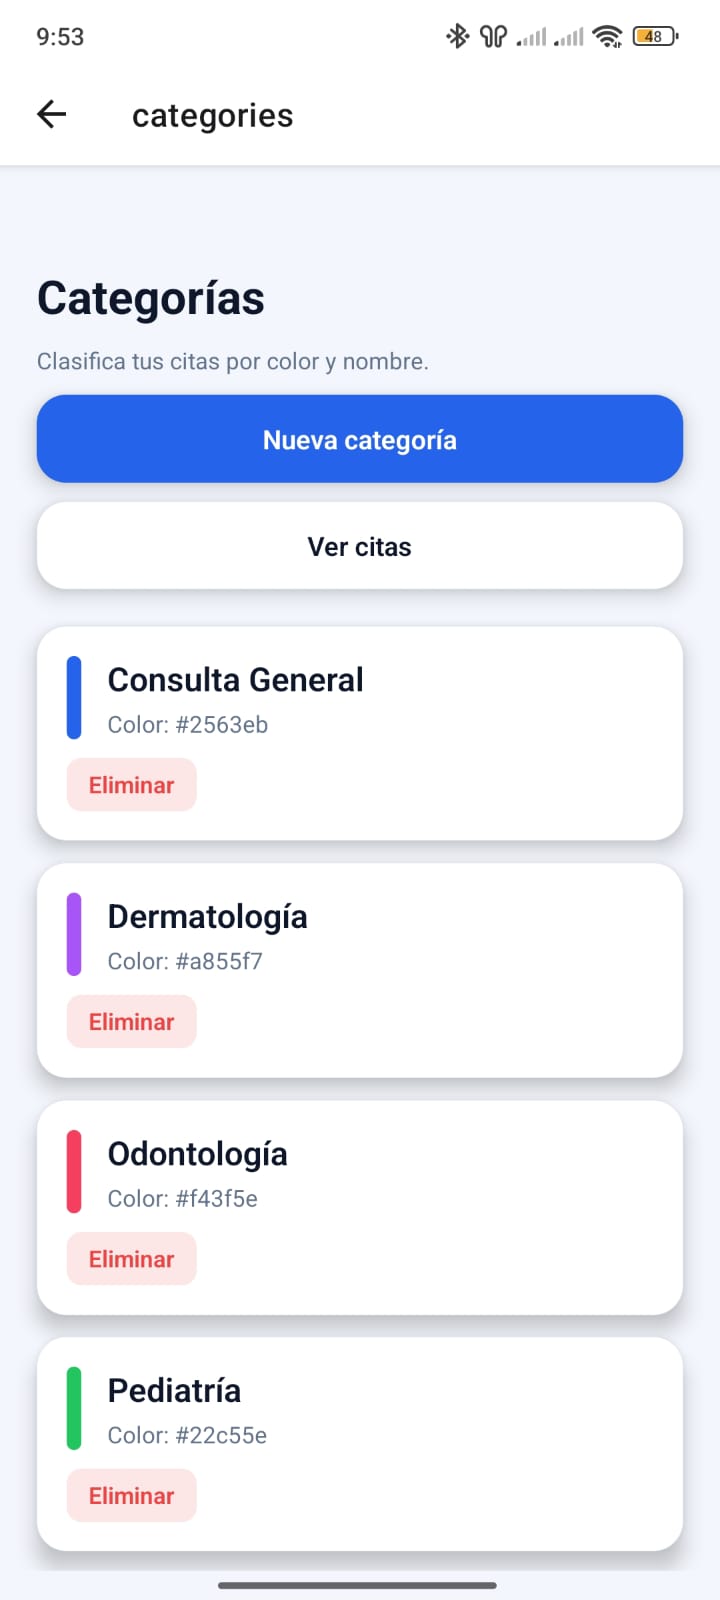 9:53
48
categories
Categorías
Clasifica tus citas por color y nombre.
Nueva categoría
Ver citas
Consulta General
Color: #2563eb
Eliminar
Dermatología
Color: #a855f7
Eliminar
Odontología
Color: #f43f5e
Eliminar
Pediatría
Color: #22c55e
Eliminar